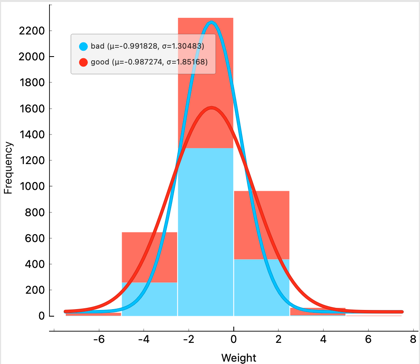 2200
2000
1800
1600
1400
1200
1000
800
600
400
200
0
Frequency
bad (μ=-0.991828, σ=1.30483)
good (μ=-0.987274, σ=1.85168)
-6 -4 -2 0 2 4 6 8
Weight